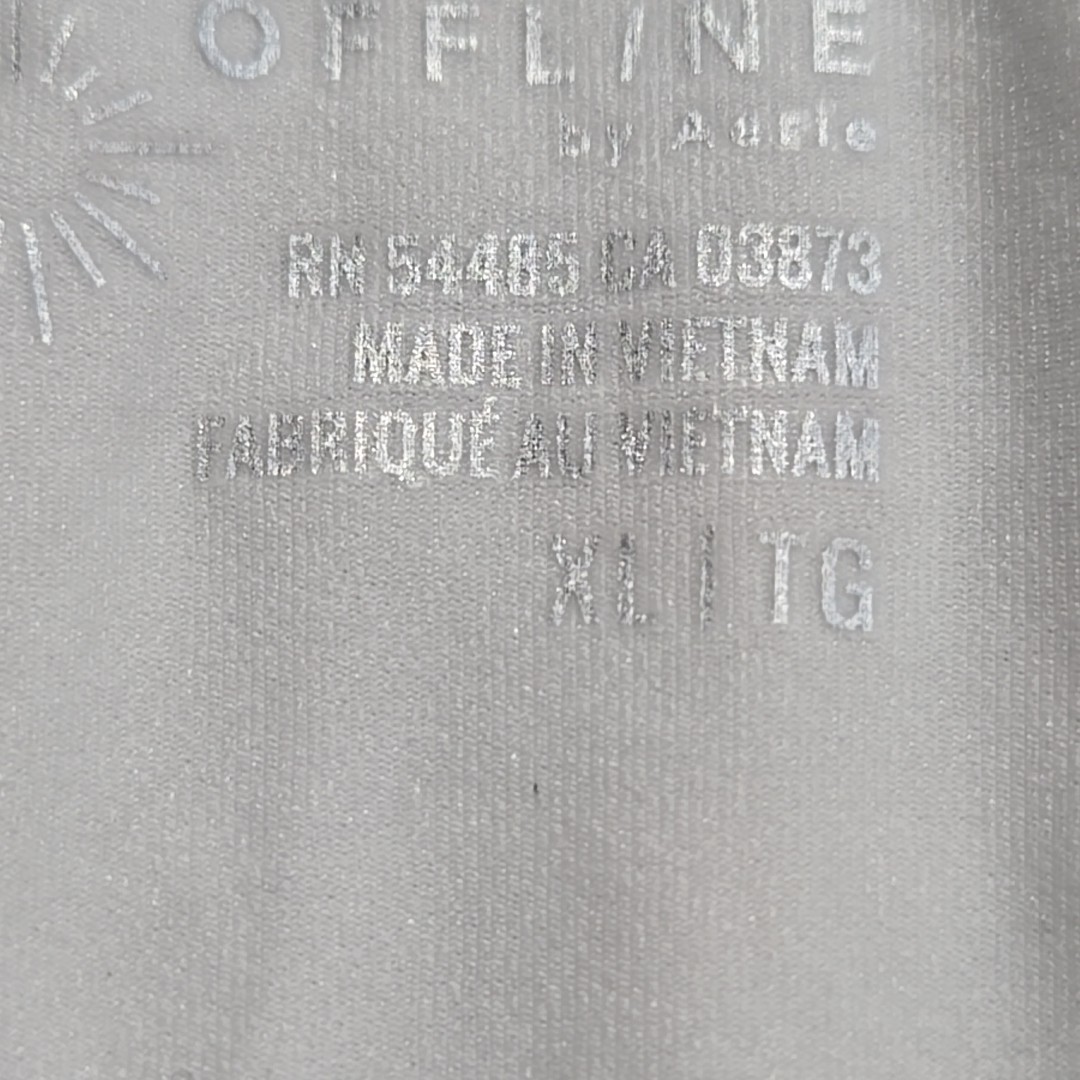 OFFLINE
by Aerie
RN 54485 CA 03873
MADE IN VIETNAM
FABRIQUÉ AU VIETNAM
XL | TG